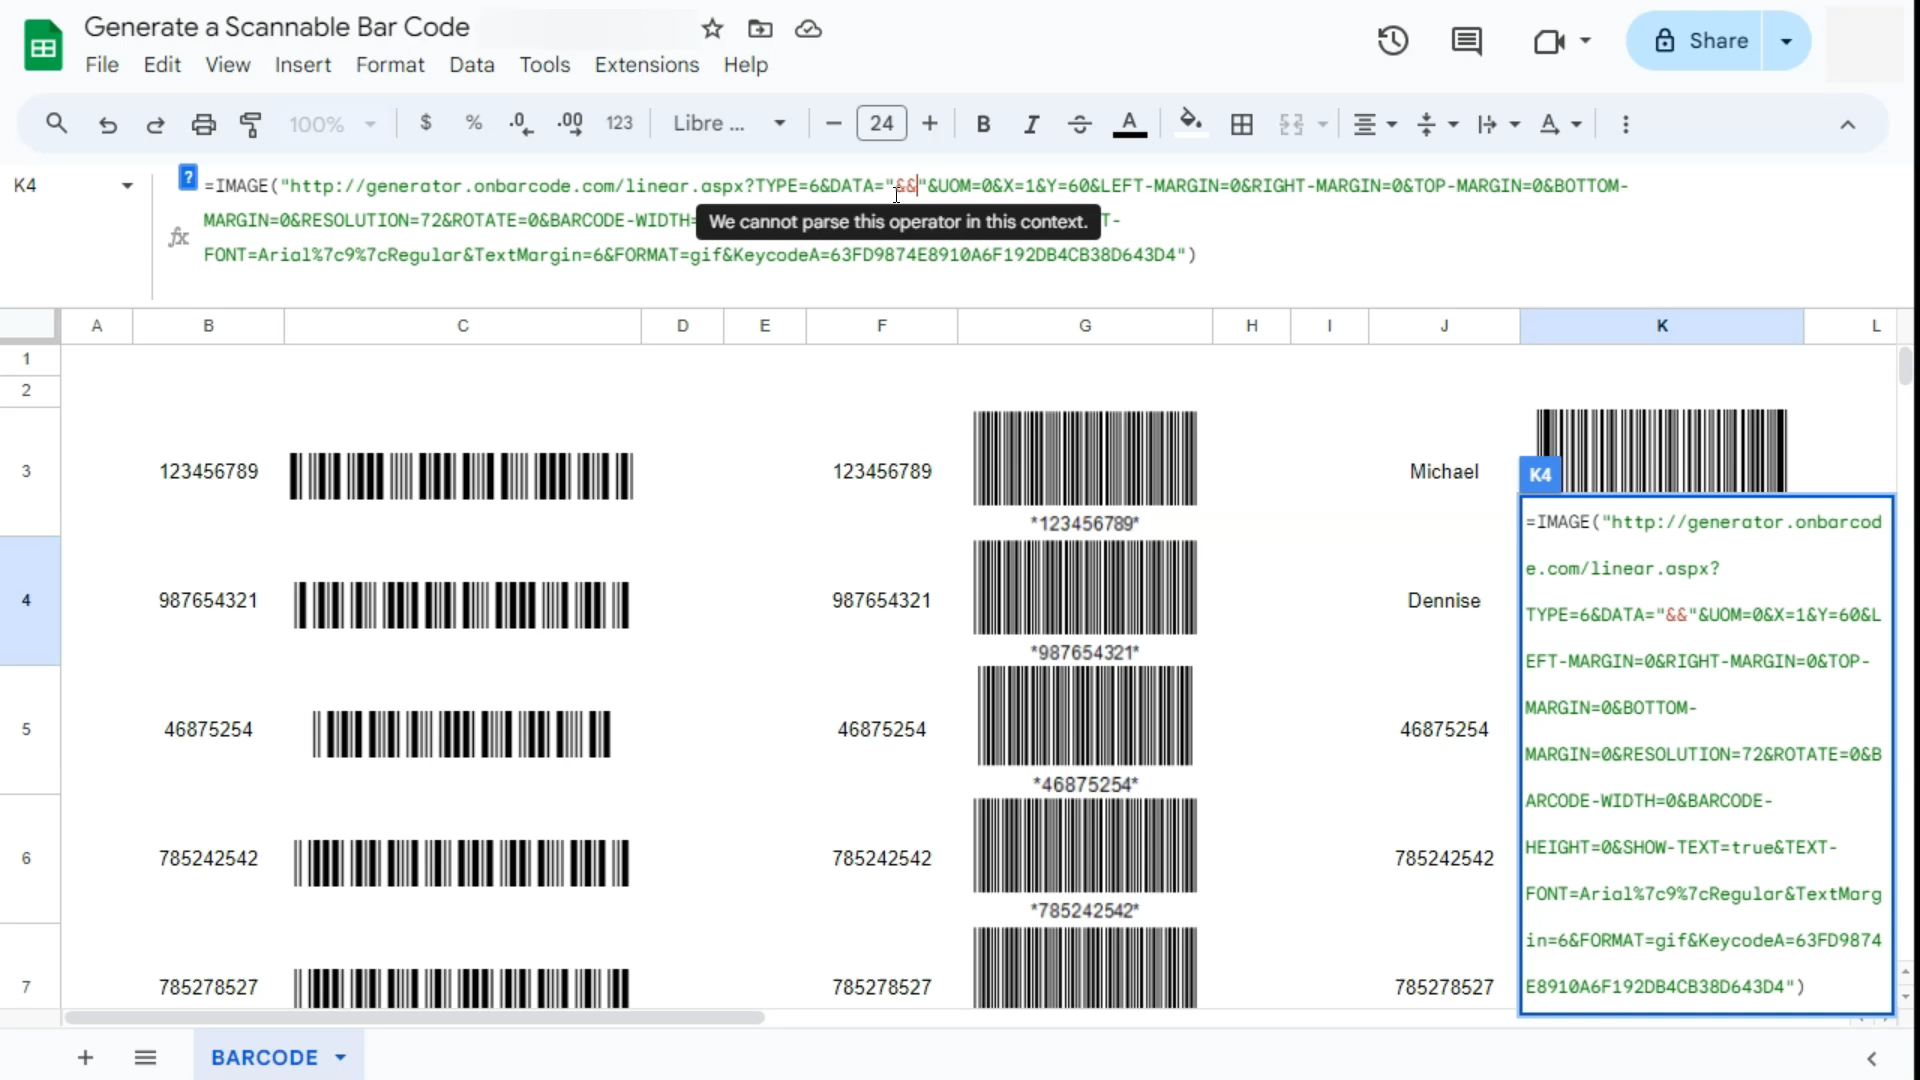 Generate a Scannable Bar Code
File Edit View Insert Format Data Tools Extensions Help
Share
100% $ % .0 .00 123 Libre ... 24 B I A
K4
? =IMAGE("http://generator.onbarcode.com/linear.aspx?TYPE=6&DATA="&&"&UOM=0&X=1&Y=60&LEFT-MARGIN=0&RIGHT-MARGIN=0&TOP-MARGIN=0&BOTTOM-
MARGIN=0&RESOLUTION=72&ROTATE=0&BARCODE-WIDTH= T-
We cannot parse this operator in this context.
fx FONT=Arial%7c9%7cRegular&TextMargin=6&FORMAT=gif&KeycodeA=63FD9874E8910A6F192DB4CB38D643D4")
A B C D E F G H I J K L
1
2
3 123456789 123456789 Michael
*123456789*
4 987654321 987654321 Dennise
*987654321*
5 46875254 46875254 46875254
*46875254*
6 785242542 785242542 785242542
*785242542*
7 785278527 785278527 785278527
K4
=IMAGE("http://generator.onbarcod
e.com/linear.aspx?
TYPE=6&DATA="&&"&UOM=0&X=1&Y=60&L
EFT-MARGIN=0&RIGHT-MARGIN=0&TOP-
MARGIN=0&BOTTOM-
MARGIN=0&RESOLUTION=72&ROTATE=0&B
ARCODE-WIDTH=0&BARCODE-
HEIGHT=0&SHOW-TEXT=true&TEXT-
FONT=Arial%7c9%7cRegular&TextMarg
in=6&FORMAT=gif&KeycodeA=63FD9874
E8910A6F192DB4CB38D643D4")
BARCODE